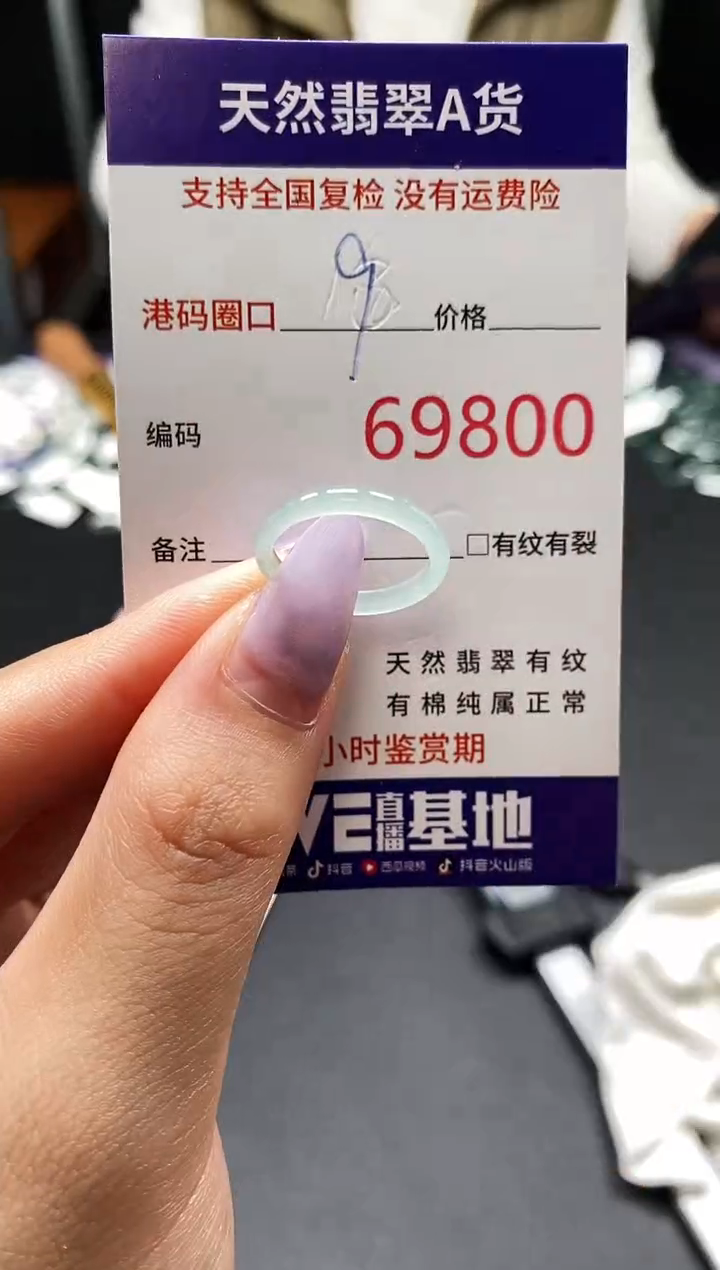 天然翡翠A货
支持全国复检 没有运费险
港码圈口 9 价格
编码 69800
备注 □有纹有裂
天然翡翠有纹
有棉纯属正常
小时鉴赏期
VE直播基地
抖音 西瓜视频 抖音火山版